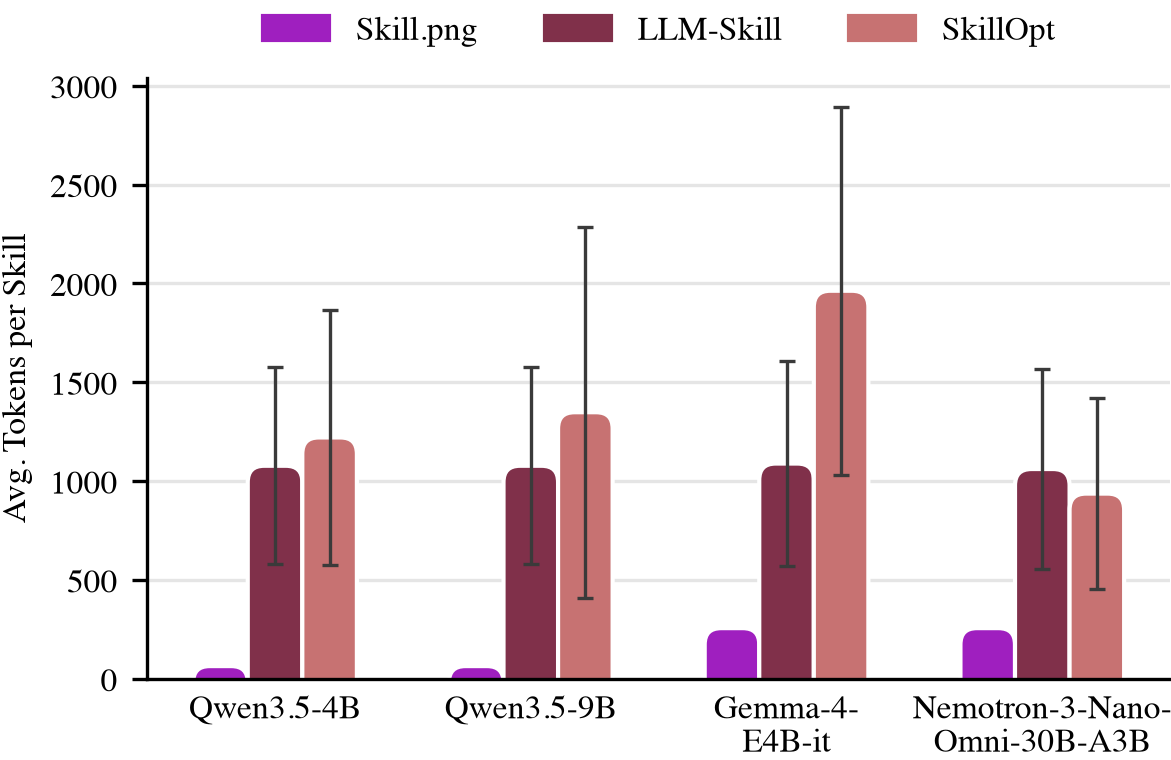 Skill.png LLM-Skill SkillOpt
Avg. Tokens per Skill
3000
2500
2000
1500
1000
500
0
Qwen3.5-4B
Qwen3.5-9B
Gemma-4-
E4B-it
Nemotron-3-Nano-
Omni-30B-A3B